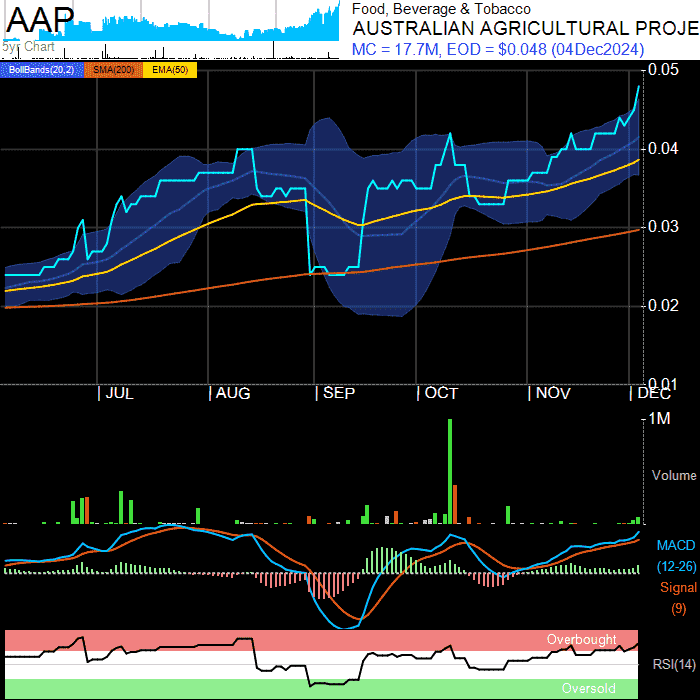 AAP
5yr Chart
Food, Beverage & Tobacco
AUSTRALIAN AGRICULTURAL PROJE
MC = 17.7M, EOD = $0.048 (04Dec2024)
BollBands(20,2) SMA(200) EMA(50)
0.05
0.04
0.03
0.02
0.01
JUL AUG SEP OCT NOV DEC
1M
Volume
MACD
(12-26)
Signal
(9)
Overbought
RSI(14)
Oversold